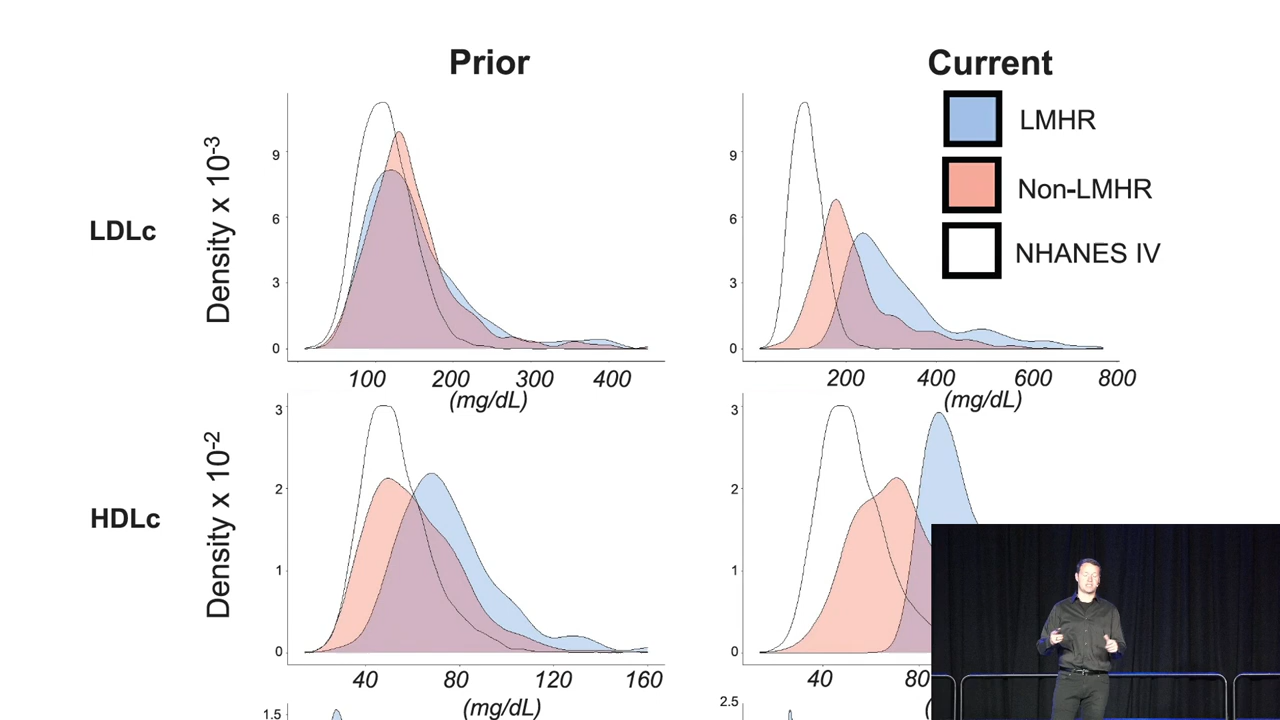 Prior
Current
LMHR
Non-LMHR
NHANES IV
LDLc
Density x 10-3
9
6
3
0
100 200 300 400
(mg/dL)
9
6
3
0
200 400 600 800
(mg/dL)
HDLc
Density x 10-2
3
2
1
0
40 80 120 160
(mg/dL)
3
2
1
0
40 80
1.5
2.5